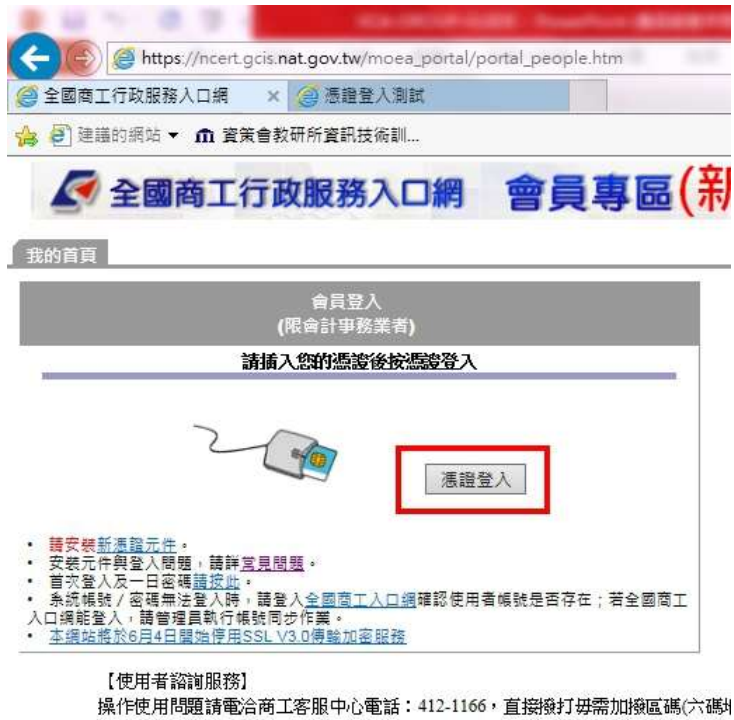 https://ncert.gcis.nat.gov.tw/moea_portal/portal_people.htm
全國商工行政服務入口網 × 憑證登入測試
建議的網站 ▼ 資策會教研所資訊技術訓...
全國商工行政服務入口網 會員專區(新
我的首頁
會員登入
(限會計事務業者)
請插入您的憑證後按憑證登入
憑證登入
• 請安裝新憑證元件。
• 安裝元件與登入問題，請詳常見問題。
• 首次登入及一日密碼請按此。
• 系統帳號／密碼無法登入時，請登入全國商工入口網確認使用者帳號是否存在；若全國商工
入口網能登入，請管理員執行帳號同步作業。
• 本網站將於6月4日開始停用SSL V3.0傳輸加密服務
【使用者諮詢服務】
操作使用問題請電洽商工客服中心電話：412-1166，直接撥打毋需加撥區碼(六碼